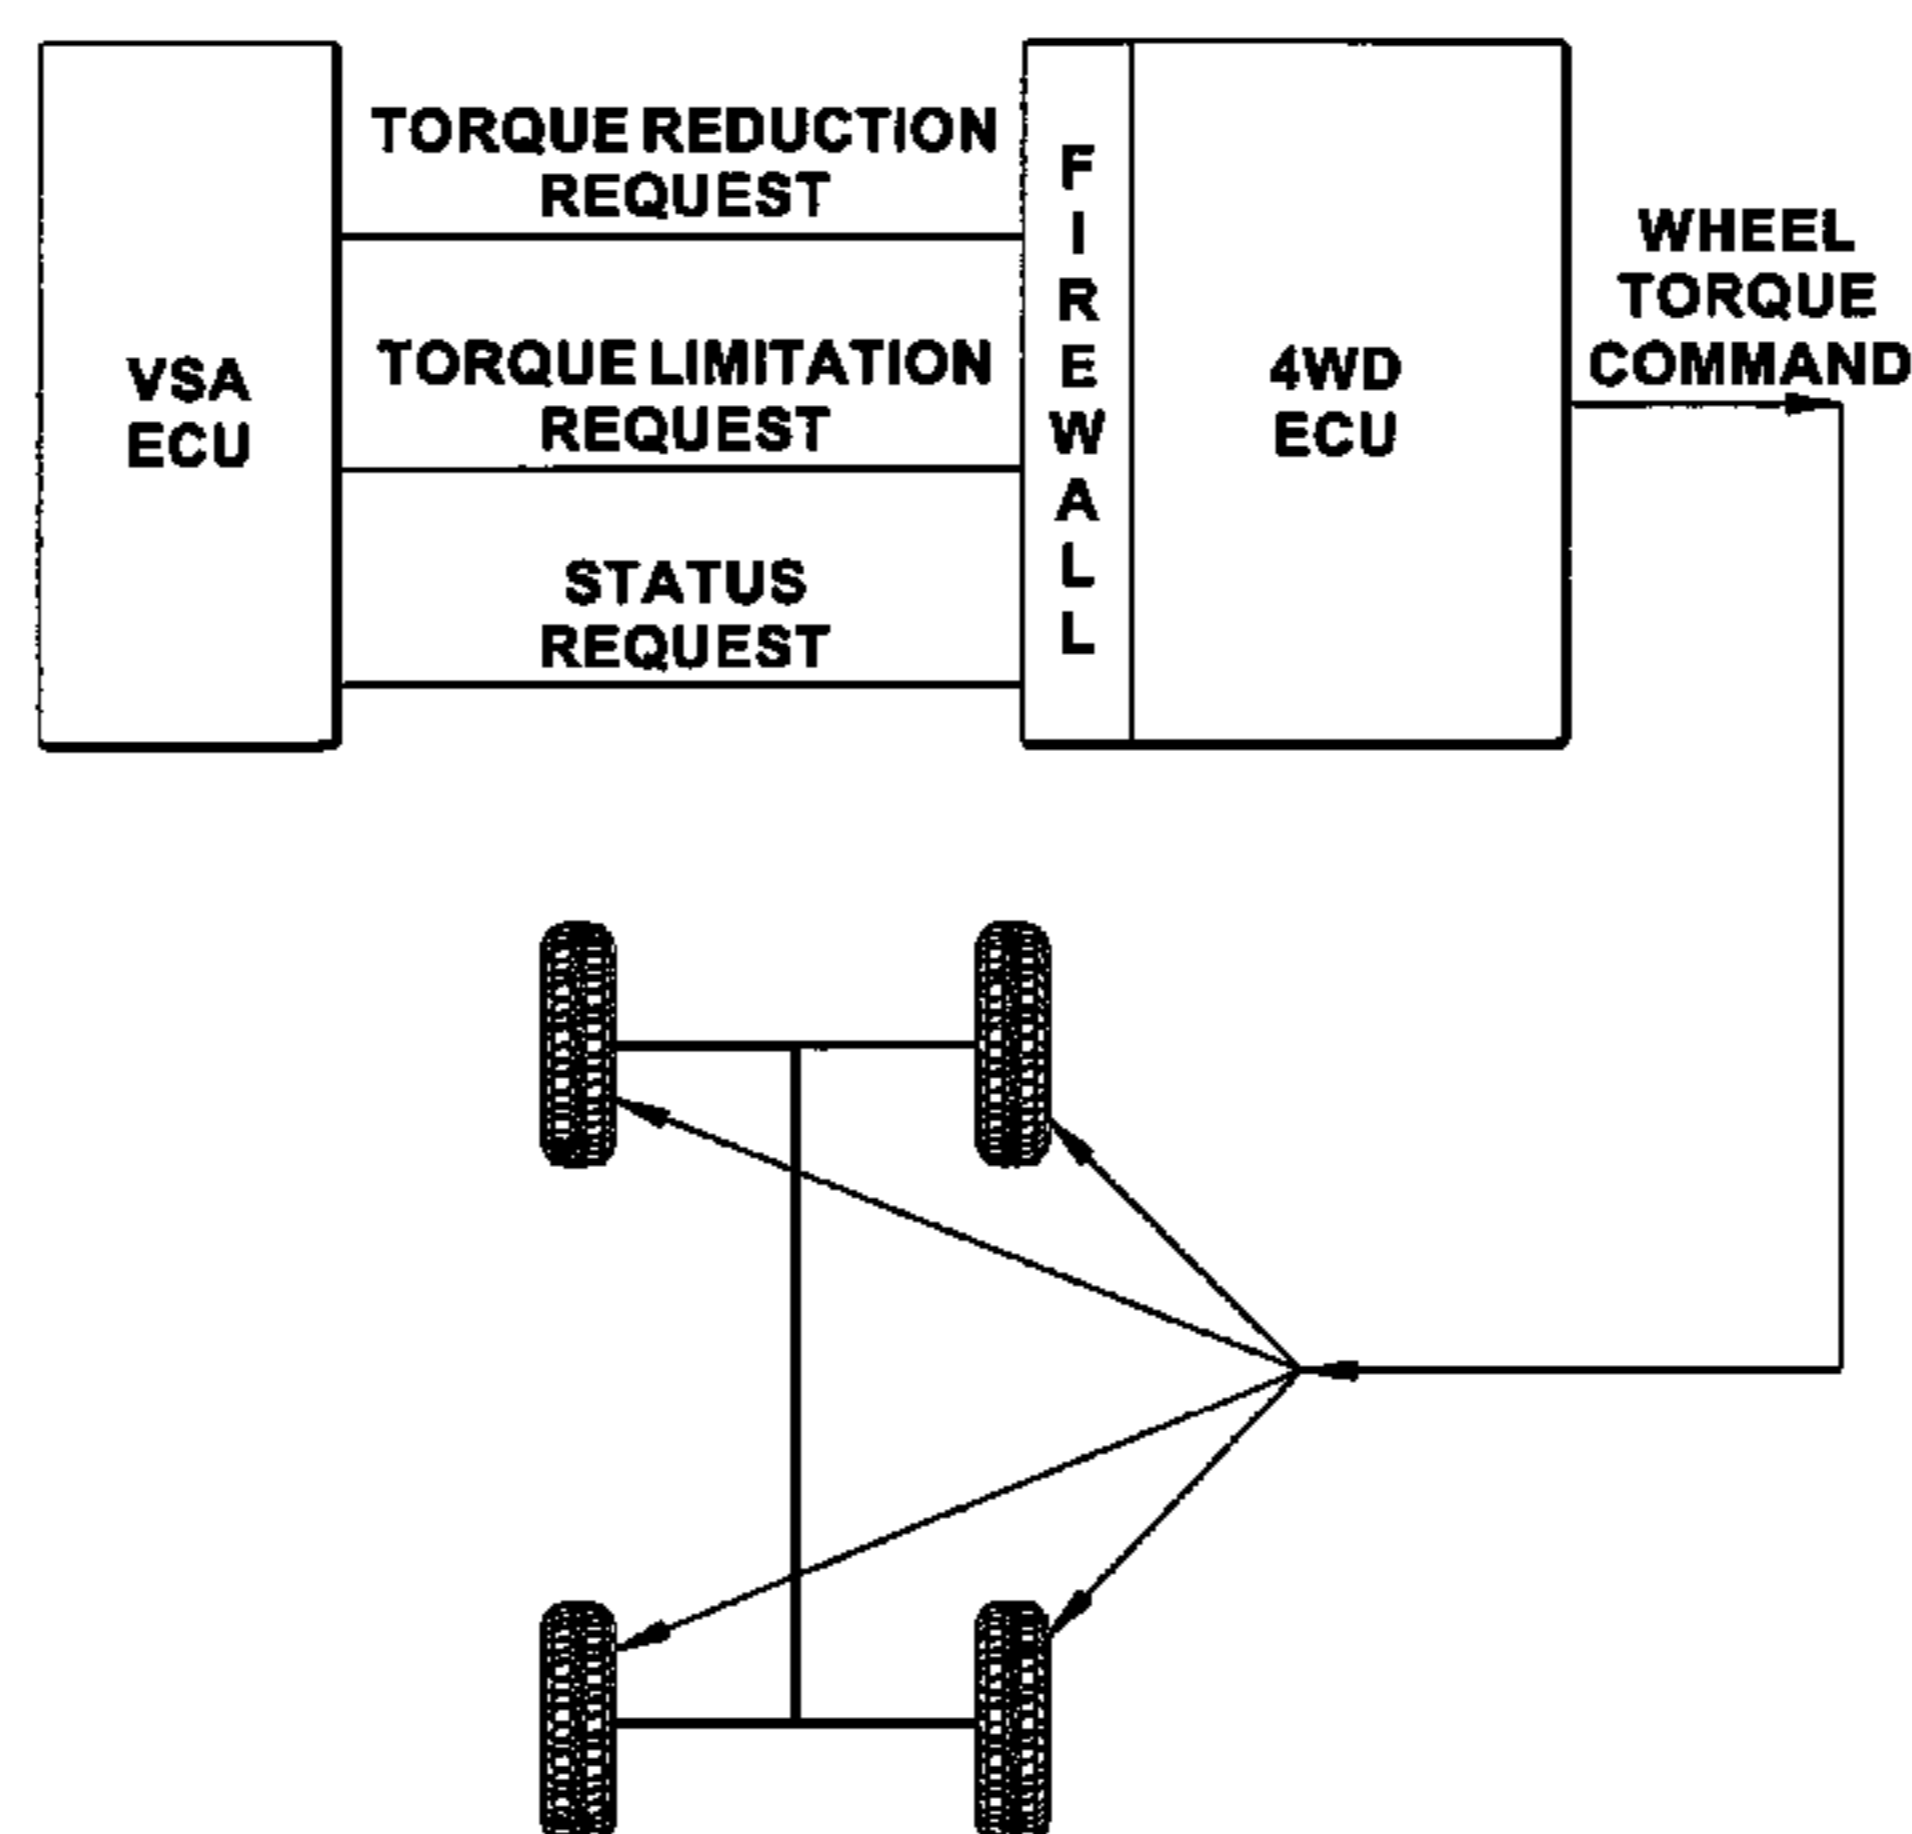 VSA
ECU
TORQUE REDUCTION
REQUEST
TORQUE LIMITATION
REQUEST
STATUS
REQUEST
F
I
R
E
W
A
L
L
4WD
ECU
WHEEL
TORQUE
COMMAND